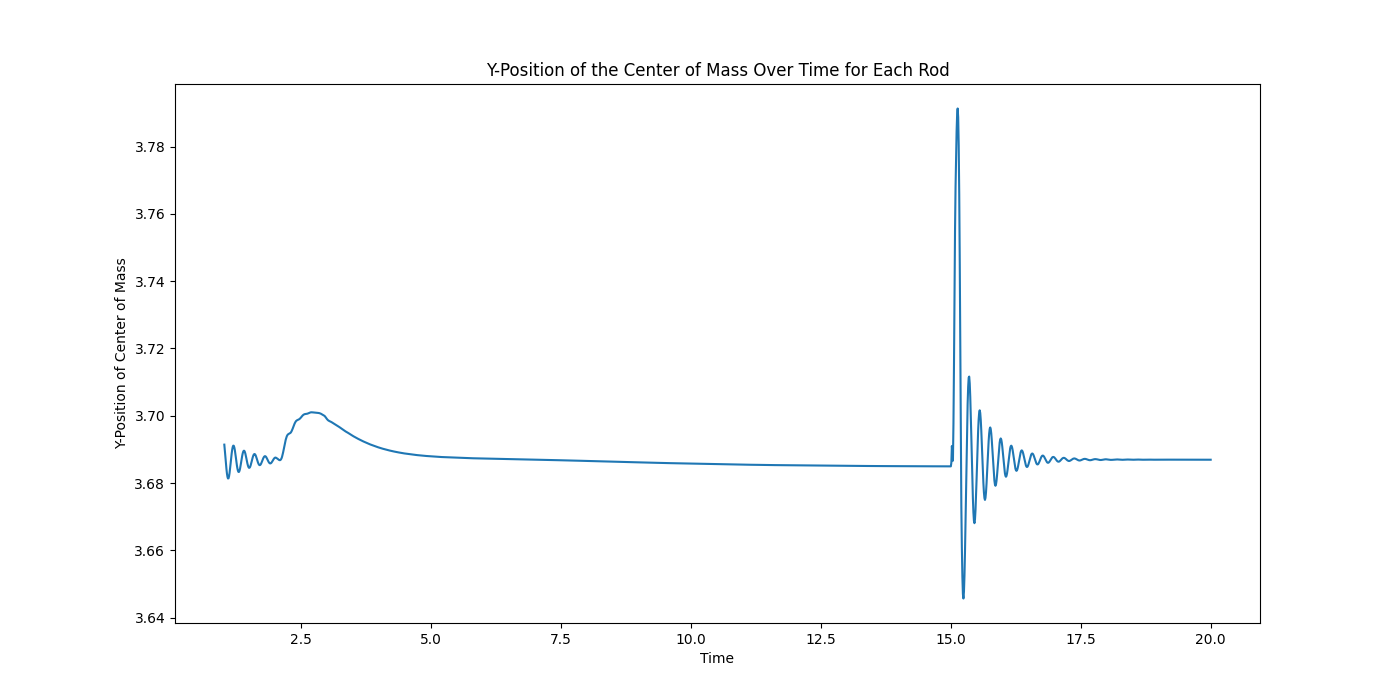 Y-Position of the Center of Mass Over Time for Each Rod
Y-Position of Center of Mass
3.78
3.76
3.74
3.72
3.70
3.68
3.66
3.64
2.5 5.0 7.5 10.0 12.5 15.0 17.5 20.0
Time